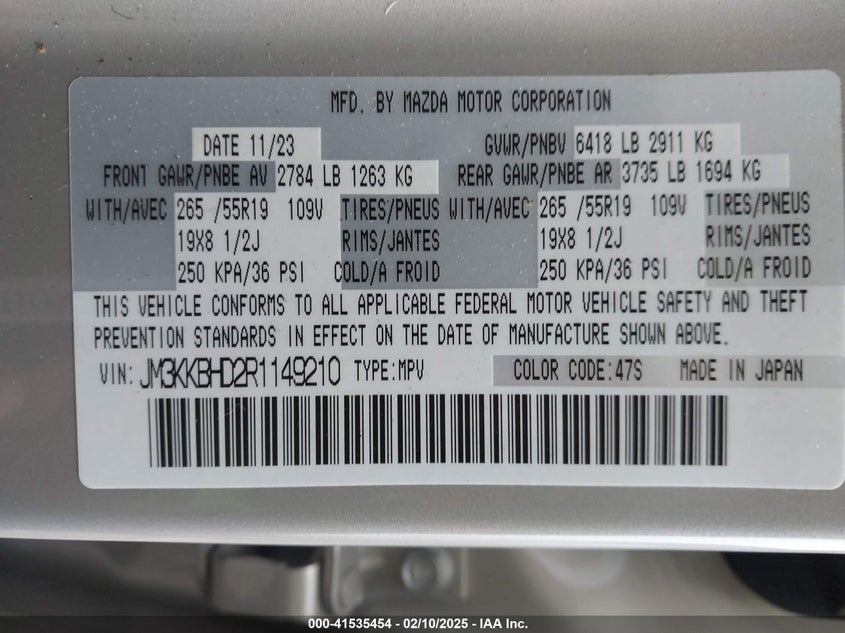 MFD. BY MAZDA MOTOR CORPORATION
DATE 11/23 GVWR/PNBV 6418 LB 2911 KG
FRONT GAWR/PNBE AV 2784 LB 1263 KG REAR GAWR/PNBE AR 3735 LB 1694 KG
WITH/AVEC 265 /55R19 109V TIRES/PNEUS WITH/AVEC 265 /55R19 109V TIRES/PNEUS
19X8 1/2J RIMS/JANTES 19X8 1/2J RIMS/JANTES
250 KPA/36 PSI COLD/A FROID 250 KPA/36 PSI COLD/A FROID
THIS VEHICLE CONFORMS TO ALL APPLICABLE FEDERAL MOTOR VEHICLE SAFETY AND THEFT
PREVENTION STANDARDS IN EFFECT ON THE DATE OF MANUFACTURE SHOWN ABOVE.
VIN: JM3KKBHD2R1149210 TYPE:MPV COLOR CODE:47S MADE IN JAPAN
000-41535454 - 02/10/2025 - IAA Inc.